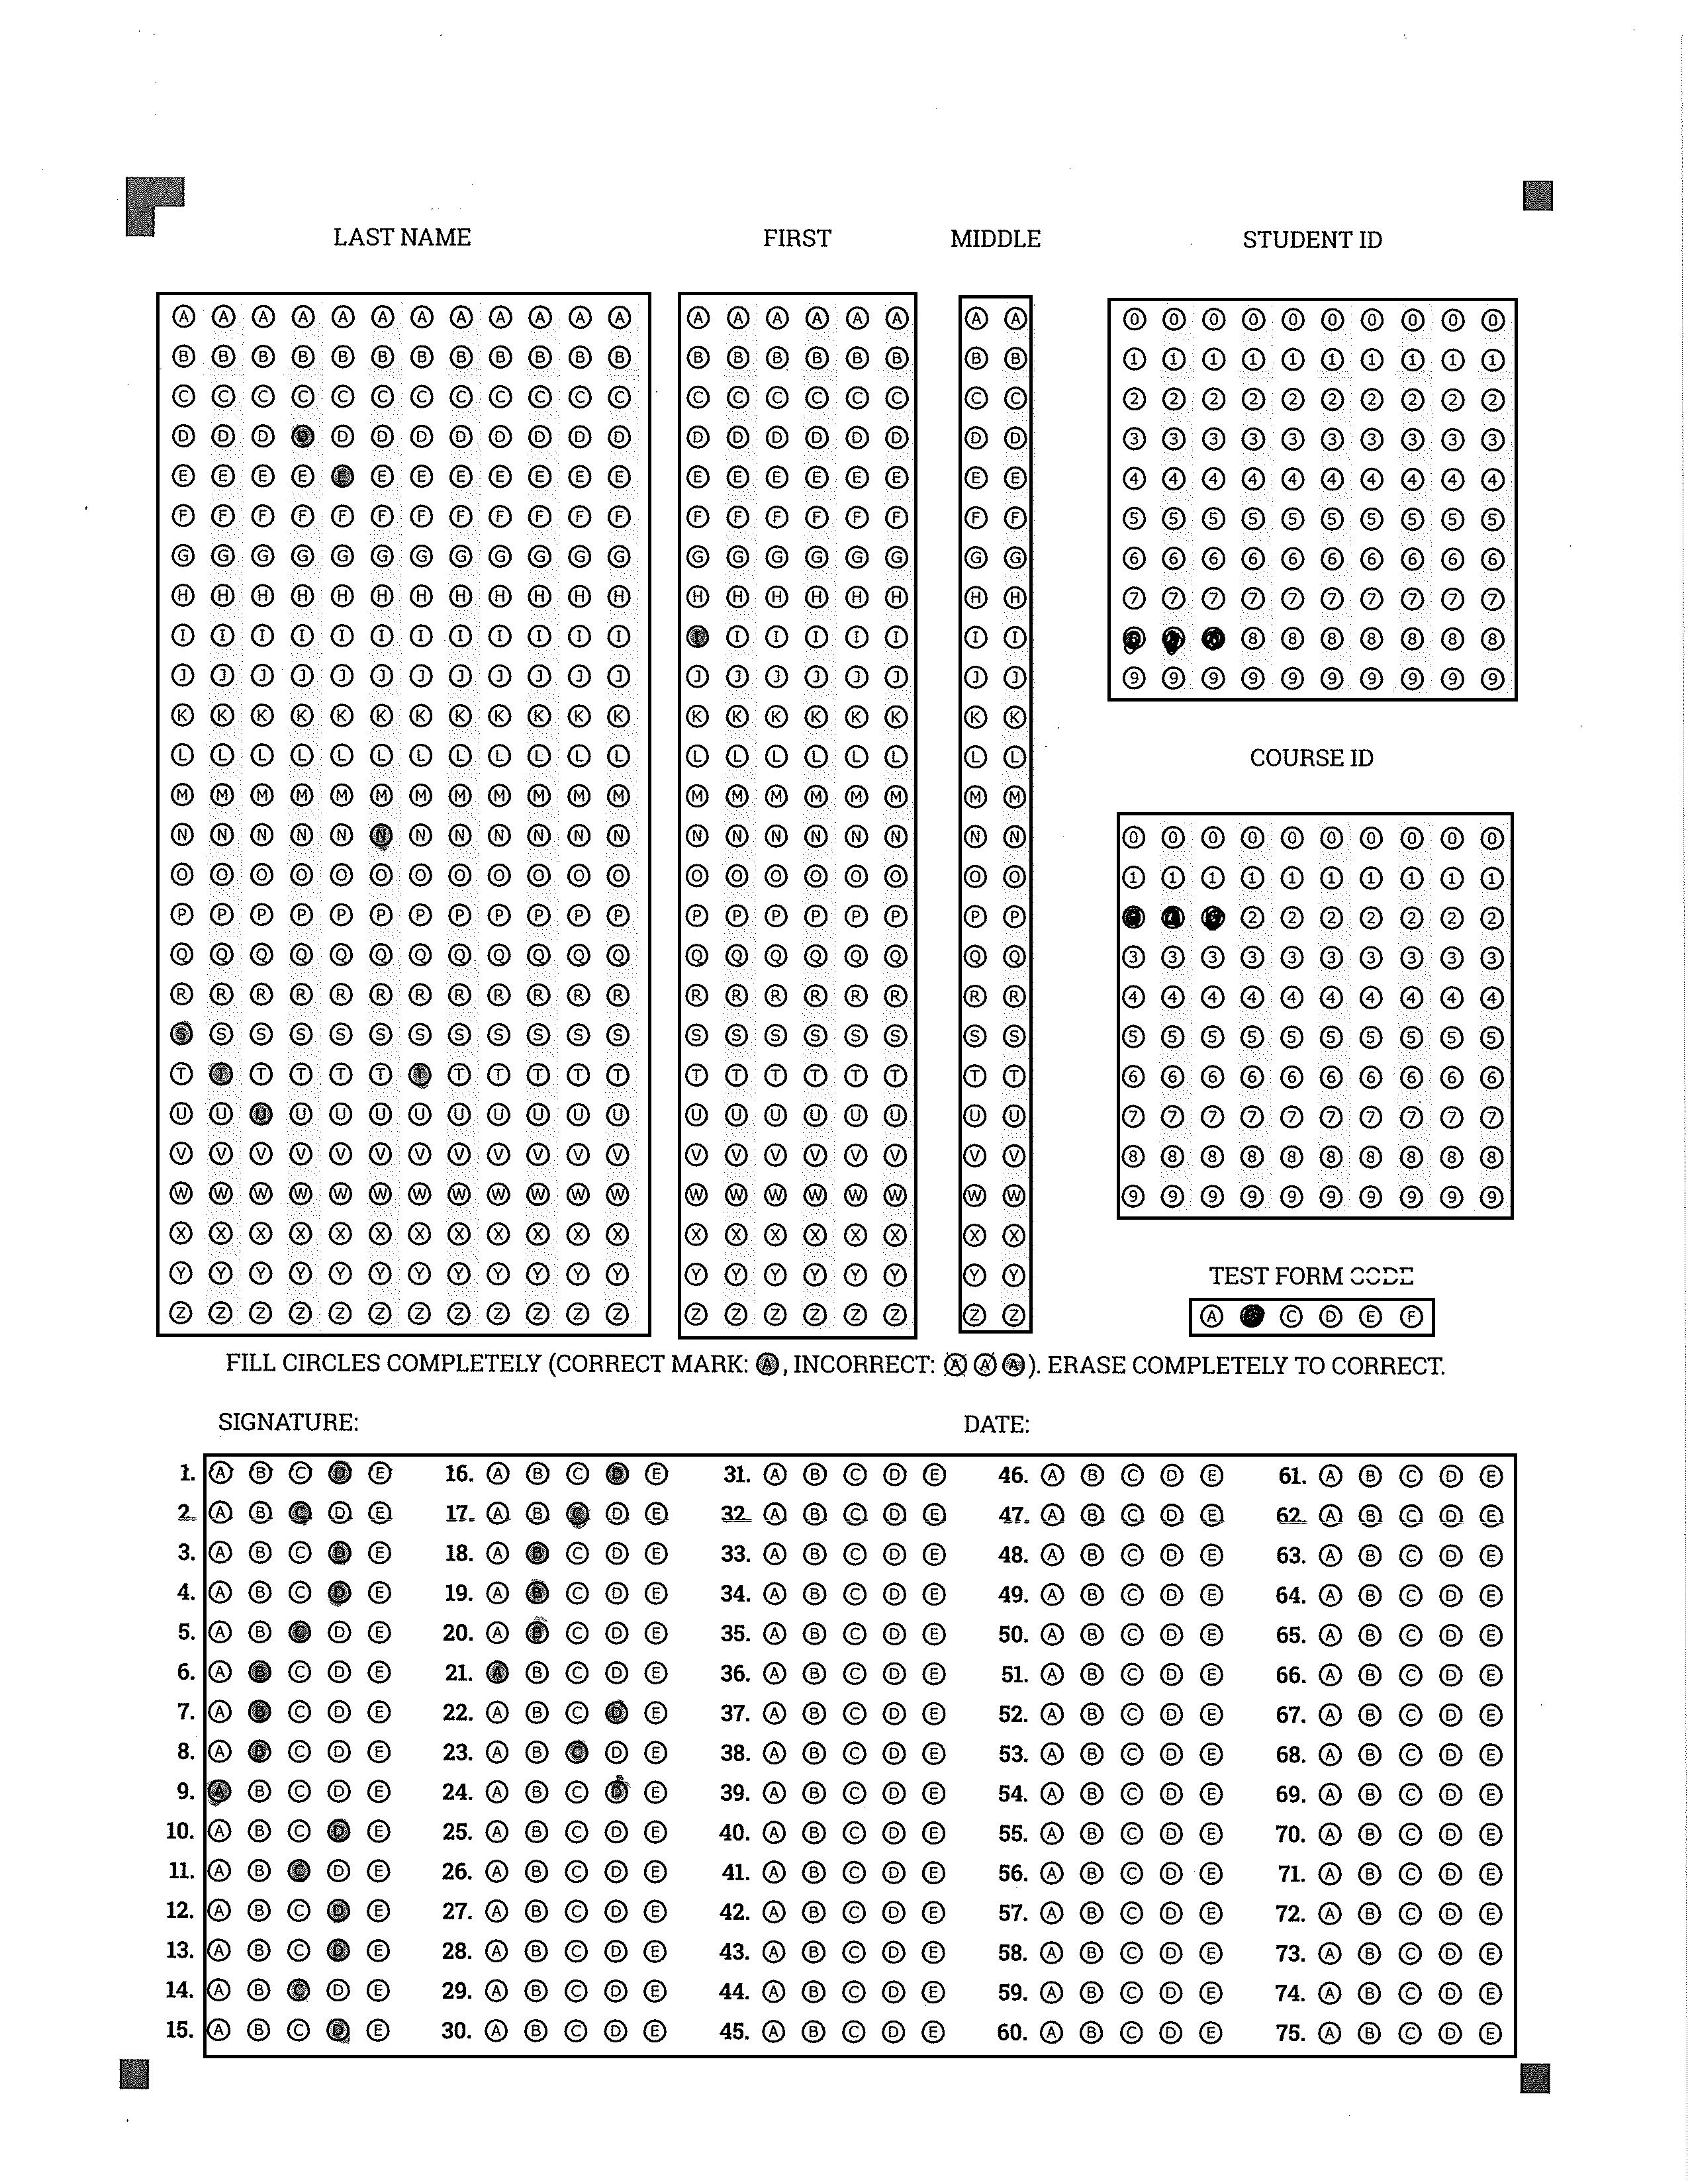 LAST NAME FIRST MIDDLE STUDENT ID
A A A A A A A A A A A A A A A A A A A A 0 0 0 0 0 0 0 0 0 0
B B B B B B B B B B B B B B B B B B B B 1 1 1 1 1 1 1 1 1 1
C C C C C C C C C C C C C C C C C C C C 2 2 2 2 2 2 2 2 2 2
D D D D D D D D D D D D D D D D D D D D 3 3 3 3 3 3 3 3 3 3
E E E E E E E E E E E E E E E E E E E E 4 4 4 4 4 4 4 4 4 4
F F F F F F F F F F F F F F F F F F F F 5 5 5 5 5 5 5 5 5 5
G G G G G G G G G G G G G G G G G G G G 6 6 6 6 6 6 6 6 6 6
H H H H H H H H H H H H H H H H H H H H 7 7 7 7 7 7 7 7 7 7
I I I I I I I I I I I I I I I I I I I I 8 8 8 8 8 8 8
J J J J J J J J J J J J J J J J J J J J 9 9 9 9 9 9 9 9 9 9
K K K K K K K K K K K K K K K K K K K K
L L L L L L L L L L L L L L L L L L L L
COURSE ID
M M M M M M M M M M M M M M M M M M M M
N N N N N N N N N N N N N N N N N N N N 0 0 0 0 0 0 0 0 0 0
O O O O O O O O O O O O O O O O O O O O 1 1 1 1 1 1 1 1 1 1
P P P P P P P P P P P P P P P P P P P P 2 2 2 2 2 2 2
Q Q Q Q Q Q Q Q Q Q Q Q Q Q Q Q Q Q Q Q 3 3 3 3 3 3 3 3 3 3
R R R R R R R R R R R R R R R R R R R R 4 4 4 4 4 4 4 4 4 4
S S S S S S S S S S S S S S S S S S S S 5 5 5 5 5 5 5 5 5 5
T T T T T T T T T T T T T T T T T T T T 6 6 6 6 6 6 6 6 6 6
U U U U U U U U U U U U U U U U U U U U 7 7 7 7 7 7 7 7 7 7
V V V V V V V V V V V V V V V V V V V V 8 8 8 8 8 8 8 8 8 8
W W W W W W W W W W W W W W W W W W W W 9 9 9 9 9 9 9 9 9 9
X X X X X X X X X X X X X X X X X X X X
Y Y Y Y Y Y Y Y Y Y Y Y Y Y Y Y Y Y Y Y
TEST FORM CODE
Z Z Z Z Z Z Z Z Z Z Z Z Z Z Z Z Z Z Z Z
A C D E F
FILL CIRCLES COMPLETELY (CORRECT MARK: A, INCORRECT: A A A). ERASE COMPLETELY TO CORRECT.
SIGNATURE: DATE:
1. A B C D E 16. A B C D E 31. A B C D E 46. A B C D E 61. A B C D E
2. A B C D E 17. A B C D E 32. A B C D E 47. A B C D E 62. A B C D E
3. A B C D E 18. A B C D E 33. A B C D E 48. A B C D E 63. A B C D E
4. A B C D E 19. A B C D E 34. A B C D E 49. A B C D E 64. A B C D E
5. A B C D E 20. A B C D E 35. A B C D E 50. A B C D E 65. A B C D E
6. A B C D E 21. A B C D E 36. A B C D E 51. A B C D E 66. A B C D E
7. A B C D E 22. A B C D E 37. A B C D E 52. A B C D E 67. A B C D E
8. A B C D E 23. A B C D E 38. A B C D E 53. A B C D E 68. A B C D E
9. A B C D E 24. A B C D E 39. A B C D E 54. A B C D E 69. A B C D E
10. A B C D E 25. A B C D E 40. A B C D E 55. A B C D E 70. A B C D E
11. A B C D E 26. A B C D E 41. A B C D E 56. A B C D E 71. A B C D E
12. A B C D E 27. A B C D E 42. A B C D E 57. A B C D E 72. A B C D E
13. A B C D E 28. A B C D E 43. A B C D E 58. A B C D E 73. A B C D E
14. A B C D E 29. A B C D E 44. A B C D E 59. A B C D E 74. A B C D E
15. A B C D E 30. A B C D E 45. A B C D E 60. A B C D E 75. A B C D E